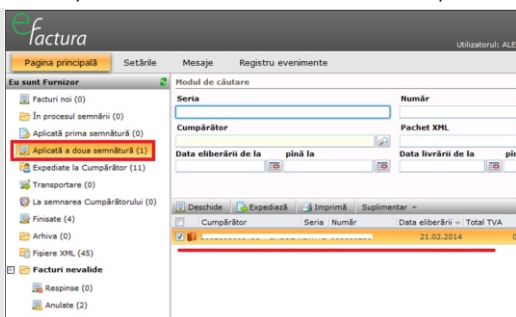 efactura
Utilizatorul: ALE
Pagina principală Setările Mesaje Registru evenimente
Eu sunt Furnizor
Facturi noi (0)
În procesul semnării (0)
Aplicată prima semnătură (0)
Aplicată a doua semnătură (1)
Expediate la Cumpărător (11)
Transportare (0)
La semnarea Cumpărătorului (0)
Finisate (4)
Arhiva (0)
Fișiere XML (45)
Facturi nevalide
Respinse (0)
Anulate (2)
Modul de căutare
Seria Număr
Cumpărător Pachet XML
Data eliberării de la pînă la Data livrării de la pîn
Deschide Expediază Imprimă Suplimentar
Cumpărător Seria Număr Data eliberării Total TVA
21.02.2014